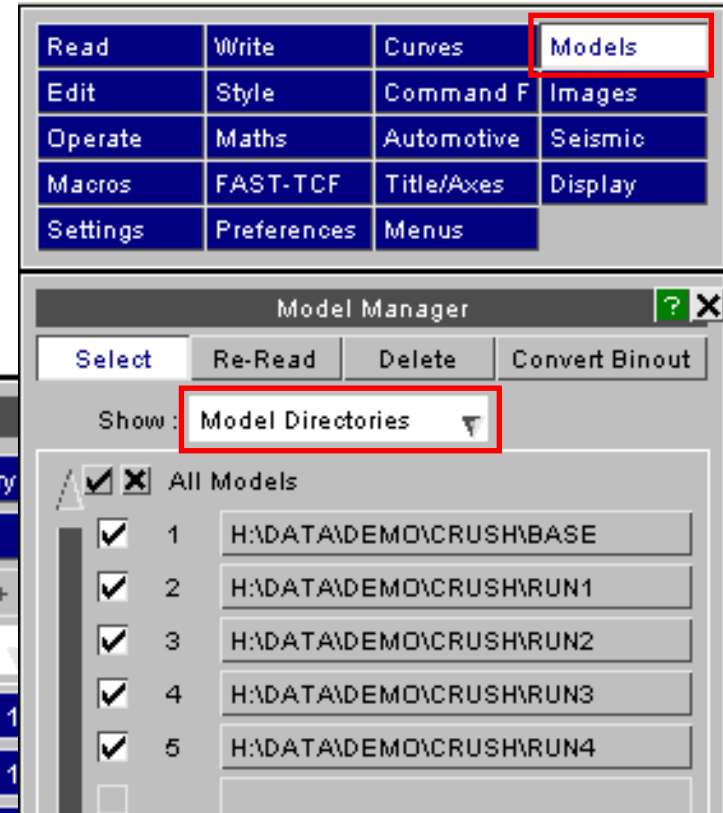 Read Write Curves Models
Edit Style Command F Images
Operate Maths Automotive Seismic
Macros FAST-TCF Title/Axes Display
Settings Preferences Menus
Model Manager ? X
Select Re-Read Delete Convert Binout
Show : Model Directories
All Models
1 H:\DATA\DEMO\CRUSH\BASE
2 H:\DATA\DEMO\CRUSH\RUN1
3 H:\DATA\DEMO\CRUSH\RUN2
4 H:\DATA\DEMO\CRUSH\RUN3
5 H:\DATA\DEMO\CRUSH\RUN4
y
+
1
1